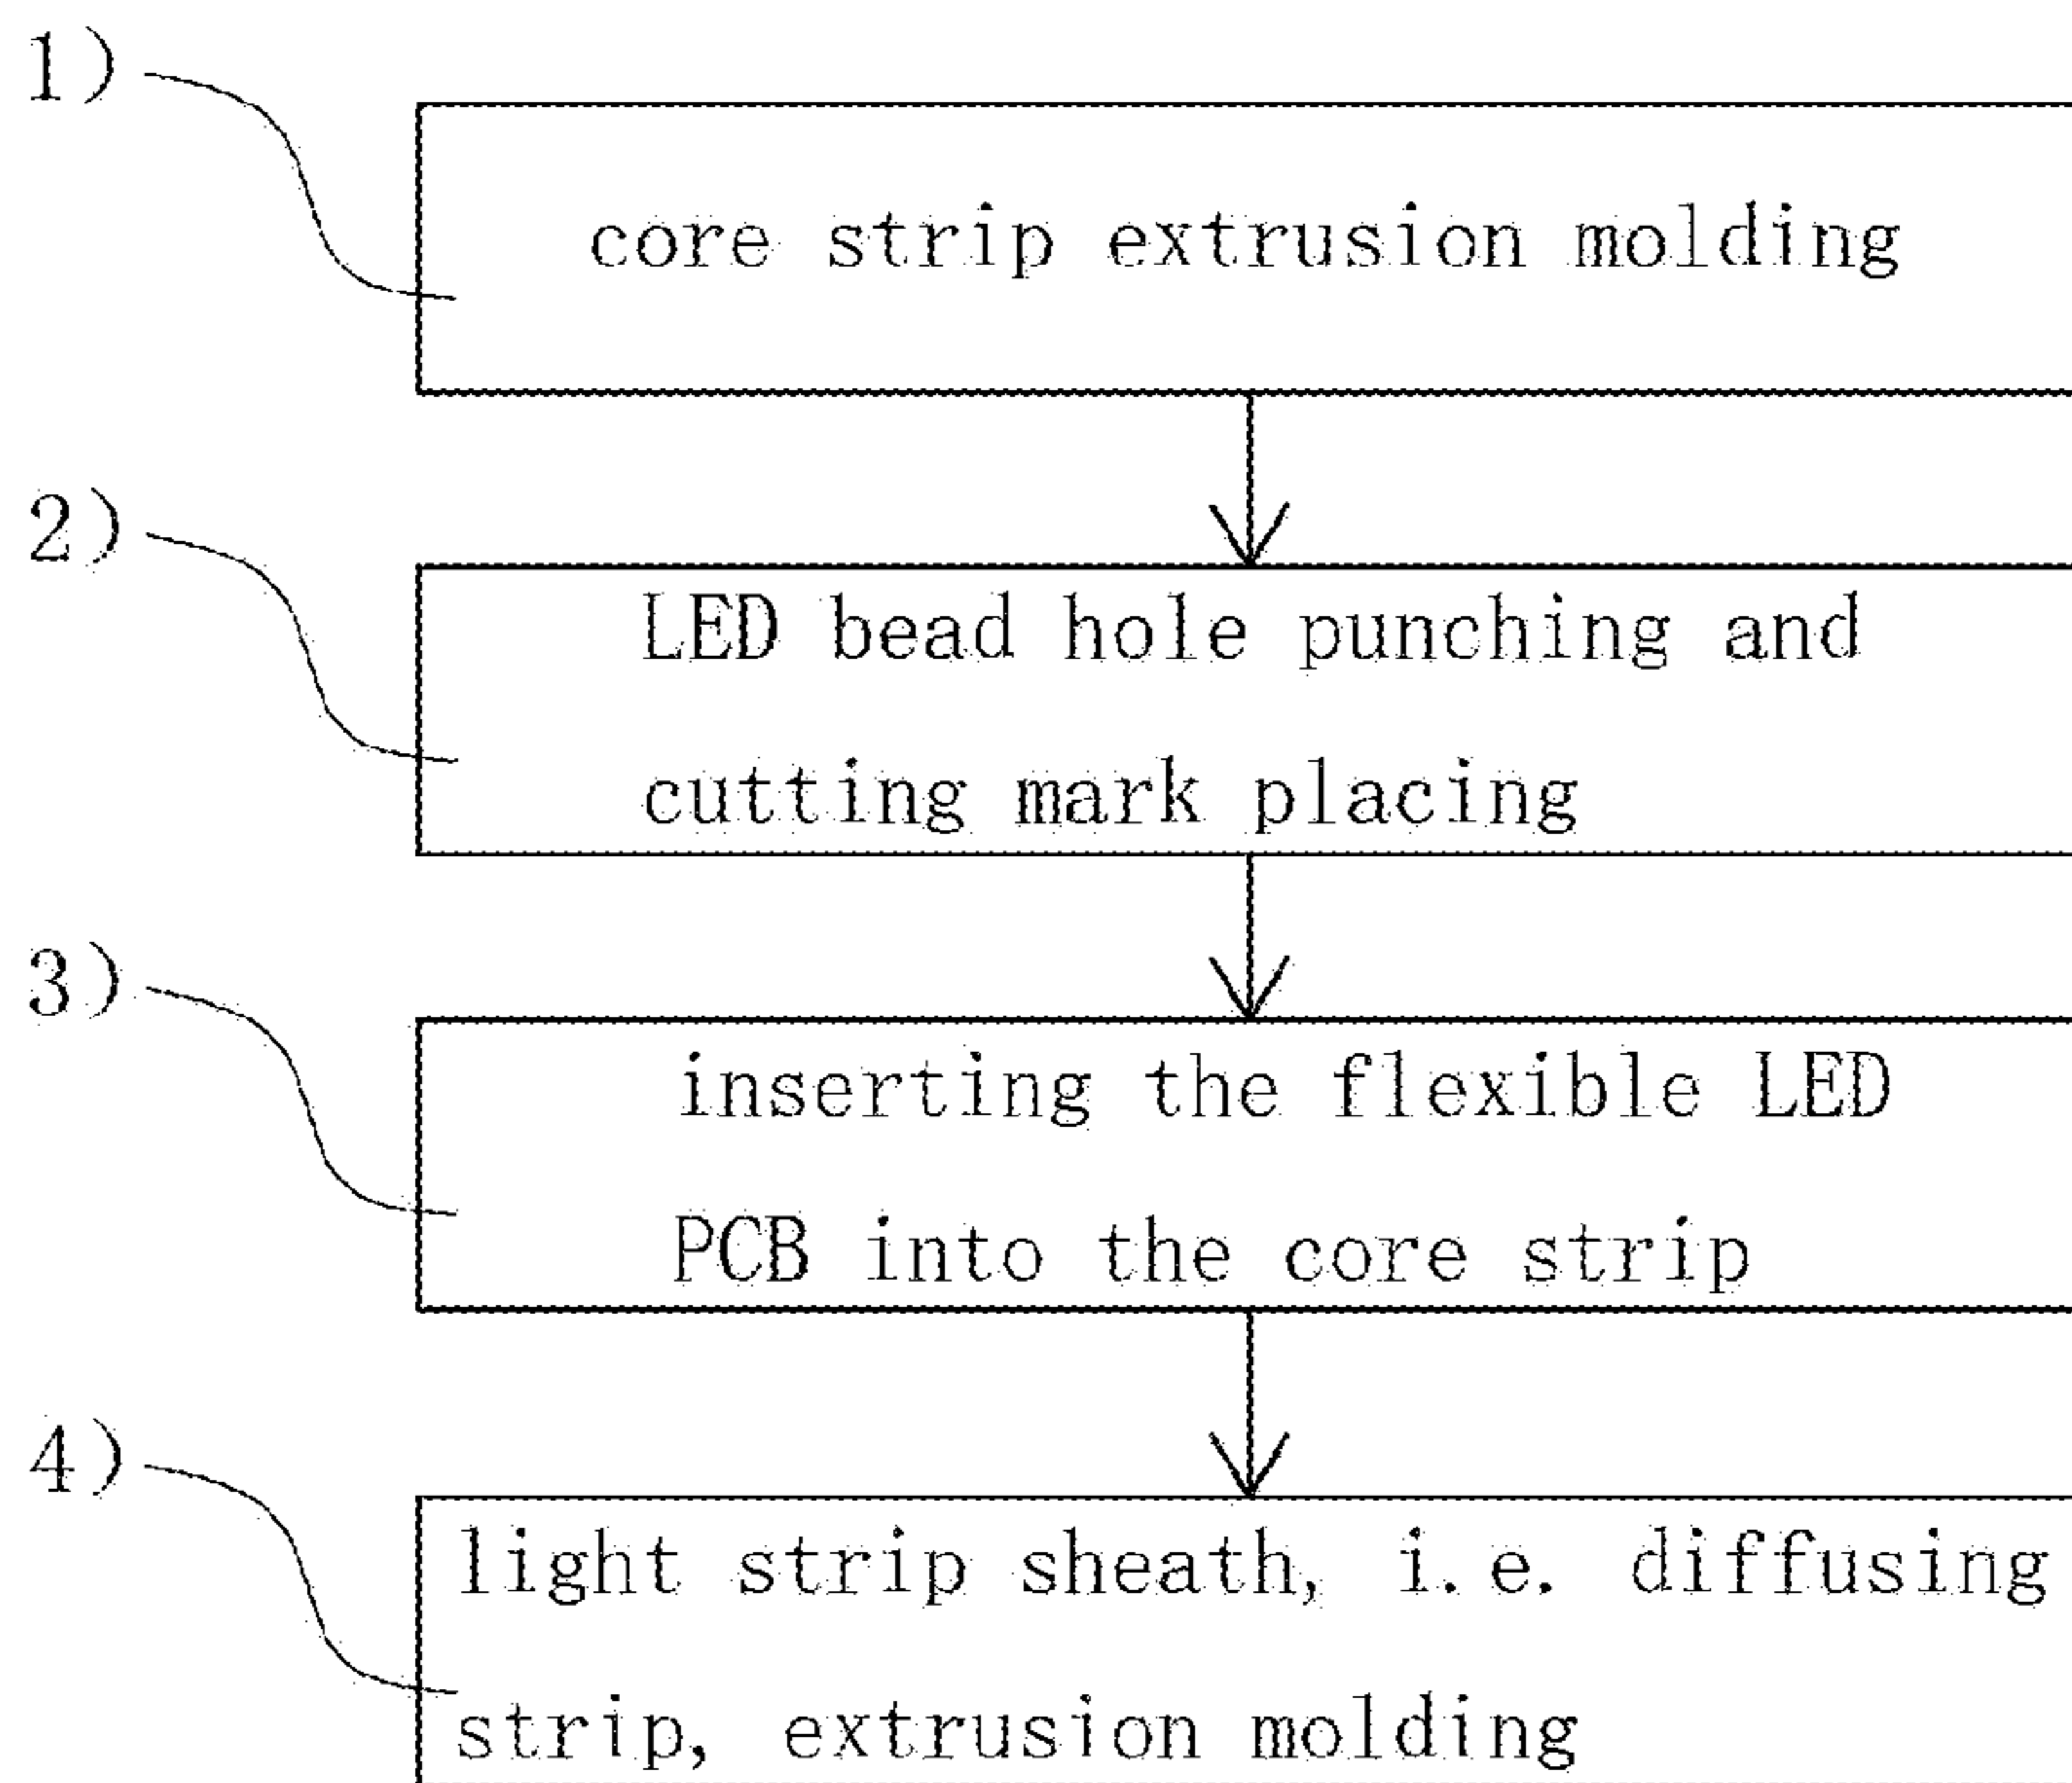 1)
core strip extrusion molding
2)
LED bead hole punching and
cutting mark placing
3)
inserting the flexible LED
PCB into the core strip
4)
light strip sheath, i.e. diffusing
strip, extrusion molding